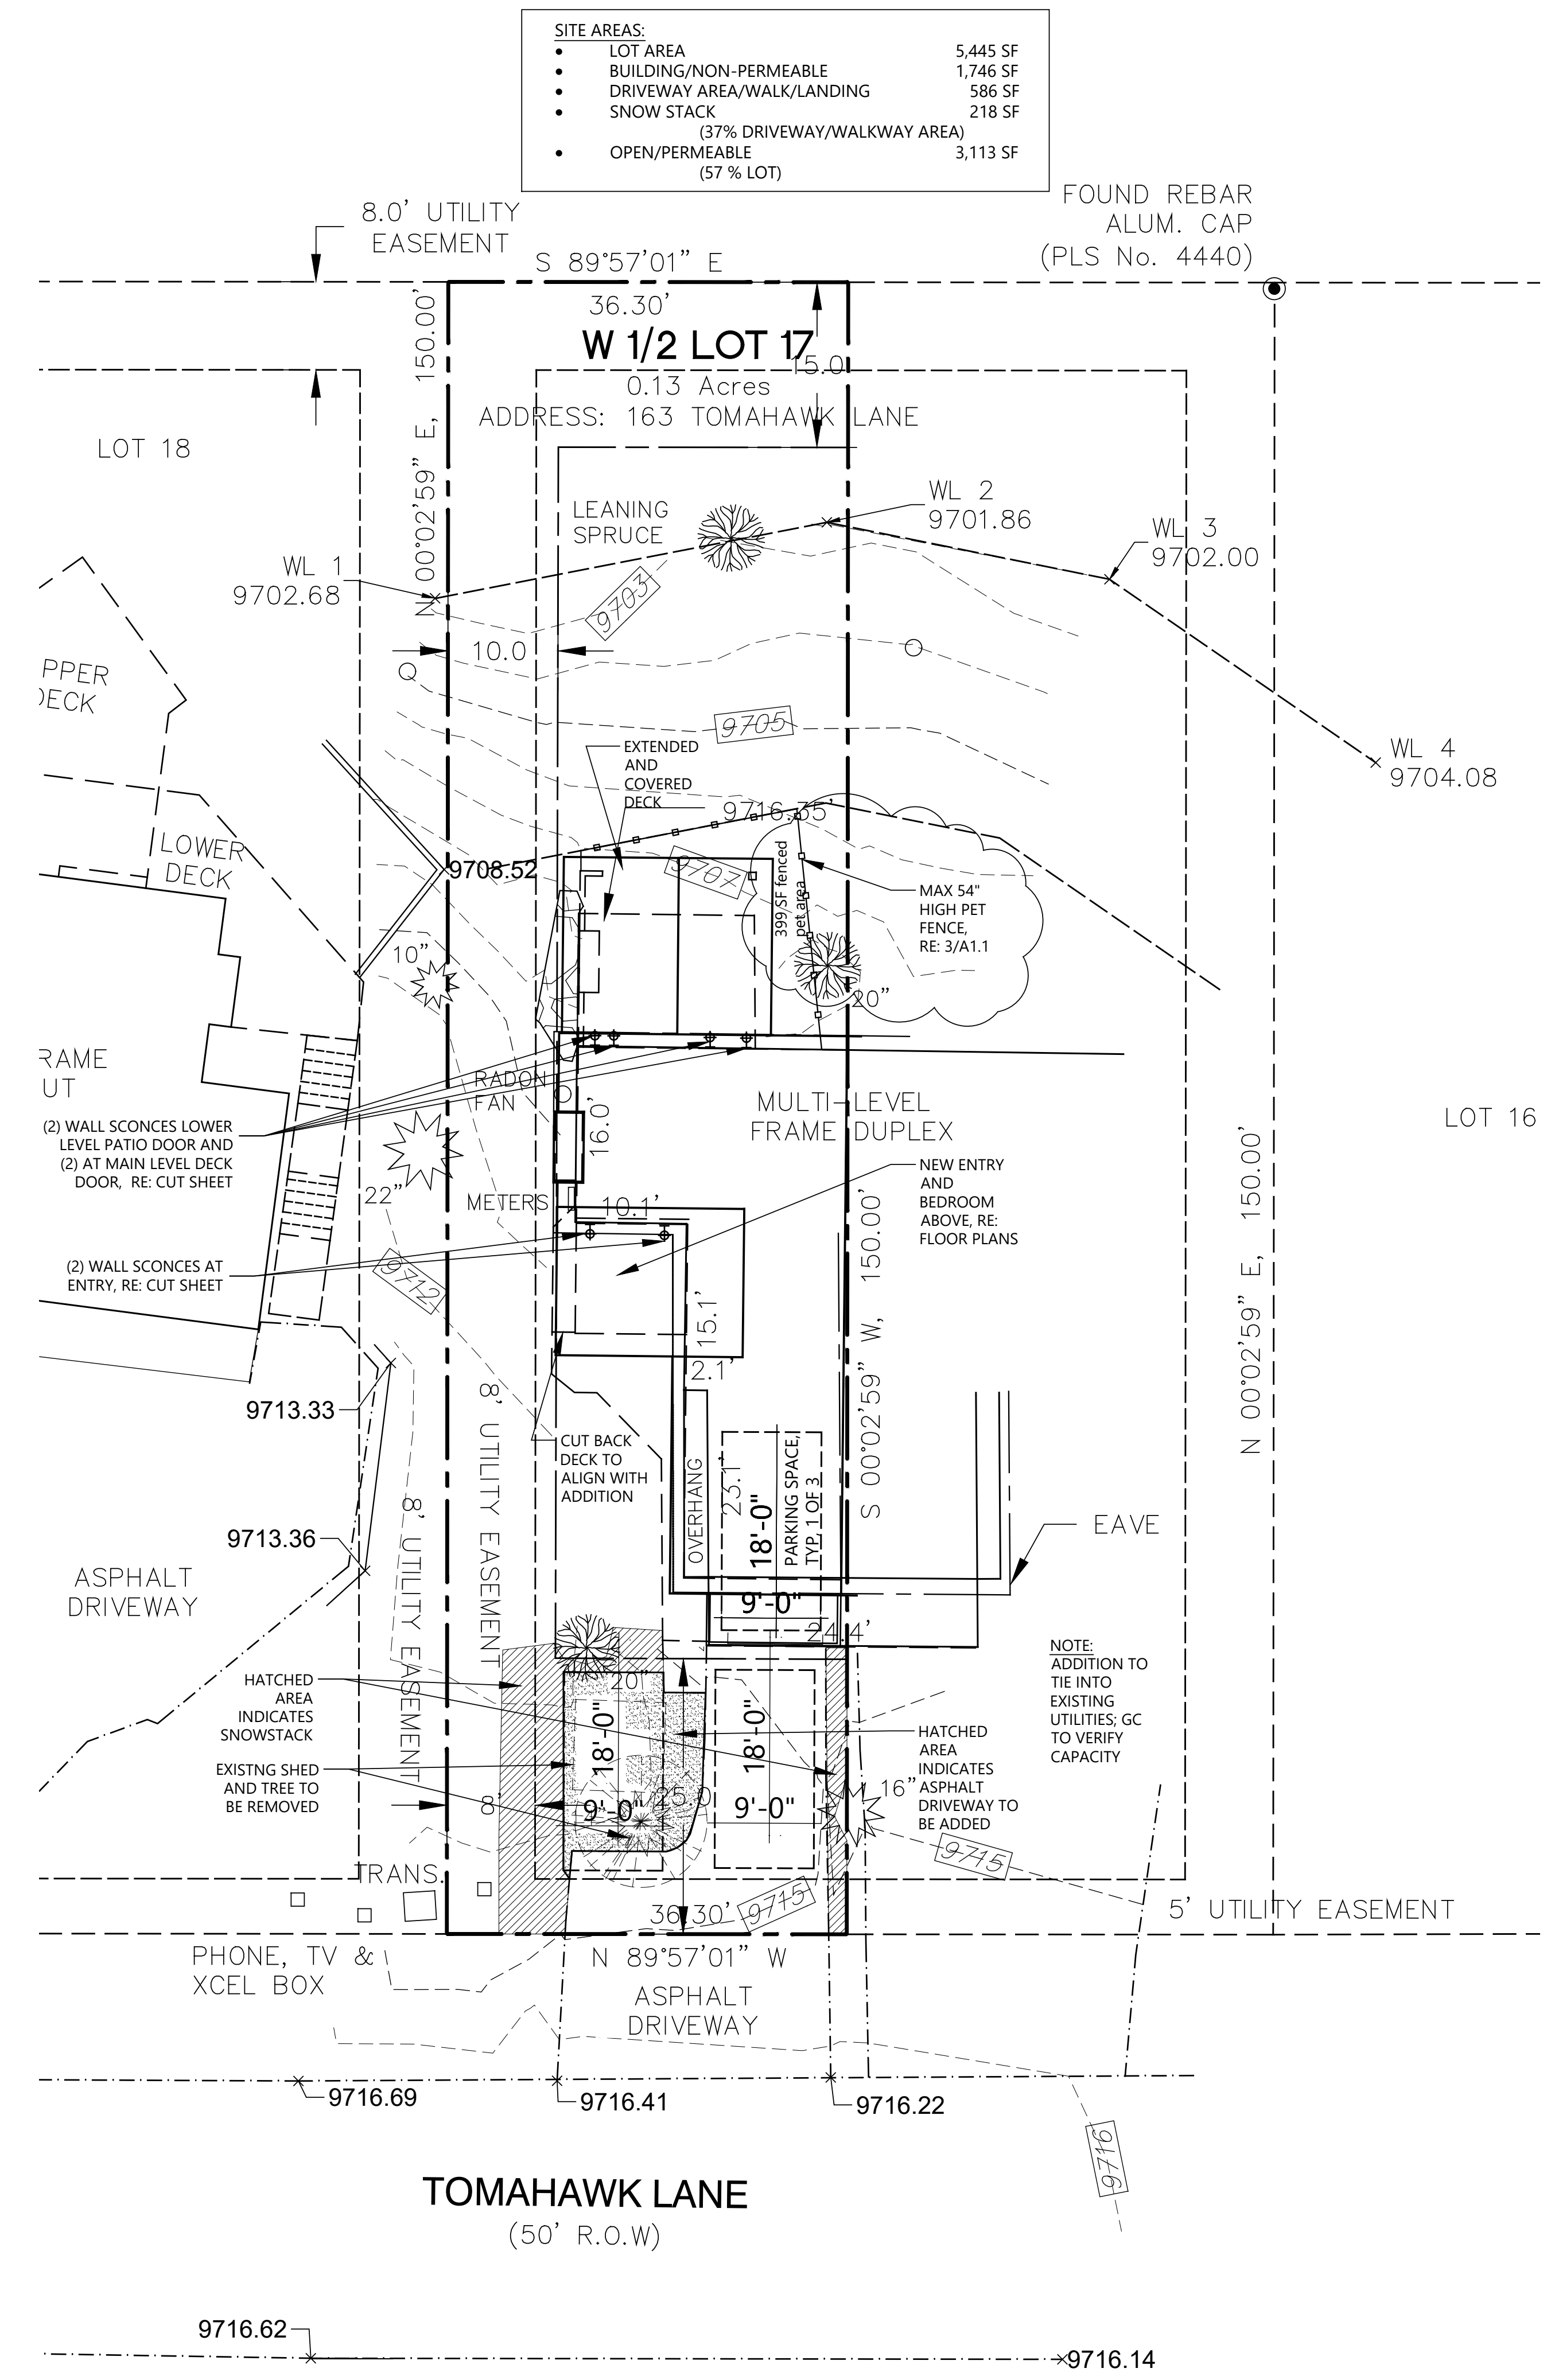 SITE AREAS:
• LOT AREA 5,445 SF
• BUILDING/NON-PERMEABLE 1,746 SF
• DRIVEWAY AREA/WALK/LANDING 586 SF
• SNOW STACK 218 SF
(37% DRIVEWAY/WALKWAY AREA)
• OPEN/PERMEABLE 3,113 SF
(57 % LOT)
FOUND REBAR
ALUM. CAP
(PLS No. 4440)
8.0' UTILITY
EASEMENT
S 89°57'01" E
36.30'
W 1/2 LOT 17
15.0
0.13 Acres
ADDRESS: 163 TOMAHAWK LANE
N 00°02'59" E, 150.00'
LOT 18
LEANING
SPRUCE
WL 2
9701.86
WL 3
9702.00
WL 1
9702.68
9703
10.0
PPER
DECK
9705
WL 4
9704.08
EXTENDED
AND
COVERED
DECK
9716.35'
LOWER
DECK
9708.52
9707
399 SF fenced
pet area
MAX 54"
HIGH PET
FENCE,
RE: 3/A1.1
10"
20"
RAME
UT
RADON
FAN
16.0'
MULTI-LEVEL
FRAME DUPLEX
LOT 16
(2) WALL SCONCES LOWER
LEVEL PATIO DOOR AND
(2) AT MAIN LEVEL DECK
DOOR, RE: CUT SHEET
22"
METERS
10.1'
NEW ENTRY
AND
BEDROOM
ABOVE, RE:
FLOOR PLANS
S 00°02'59" W, 150.00'
N 00°02'59" E, 150.00'
(2) WALL SCONCES AT
ENTRY, RE: CUT SHEET
9712
15.1'
2.1'
9713.33
8' UTILITY EASEMENT
CUT BACK
DECK TO
ALIGN WITH
ADDITION
OVERHANG
23.1'
18'-0"
PARKING SPACE,
TYP, 1 OF 3
8' UTILITY EASEMENT
EAVE
9713.36
ASPHALT
DRIVEWAY
9'-0"
24.4'
NOTE:
ADDITION TO
TIE INTO
EXISTING
UTILITIES; GC
TO VERIFY
CAPACITY
HATCHED
AREA
INDICATES
SNOWSTACK
20"
18'-0"
18'-0"
HATCHED
AREA
INDICATES
ASPHALT
DRIVEWAY TO
BE ADDED
EXISTNG SHED
AND TREE TO
BE REMOVED
8'
9'-0"
25.0
9'-0"
16"
9715
TRANS.
36.30'
9715
5' UTILITY EASEMENT
PHONE, TV &
XCEL BOX
N 89°57'01" W
ASPHALT
DRIVEWAY
9716.69
9716.41
9716.22
9716
TOMAHAWK LANE
(50' R.O.W)
9716.62
9716.14